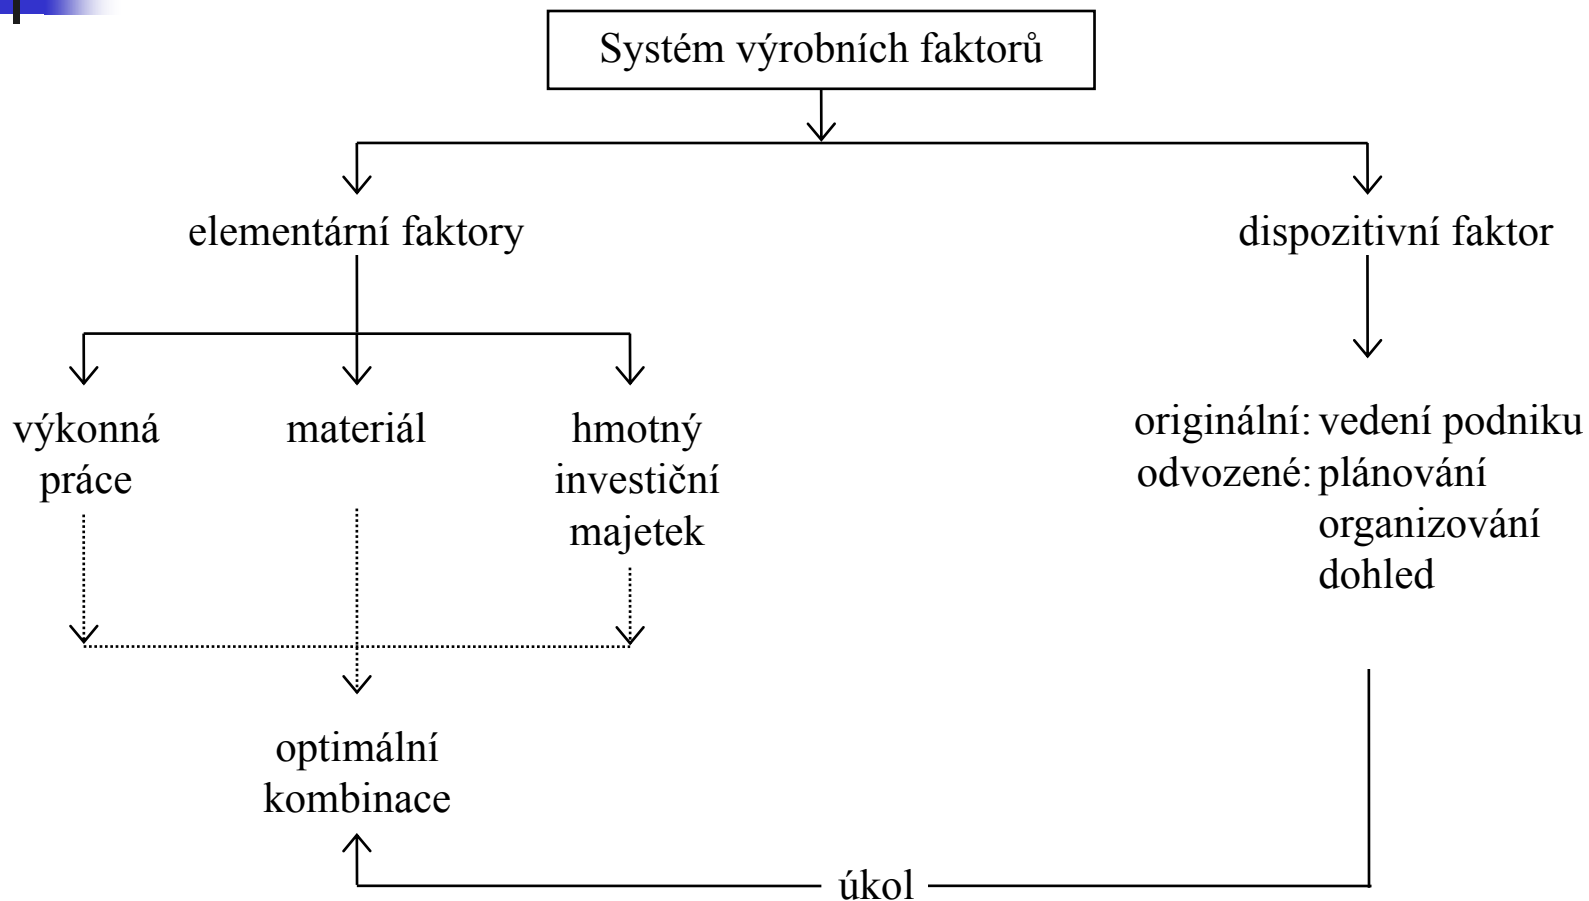 Systém výrobních faktorů
elementární faktory
dispozitivní faktor
výkonná
práce
materiál
hmotný
investiční
majetek
originální: vedení podniku
odvozené: plánování
organizování
dohled
optimální
kombinace
úkol